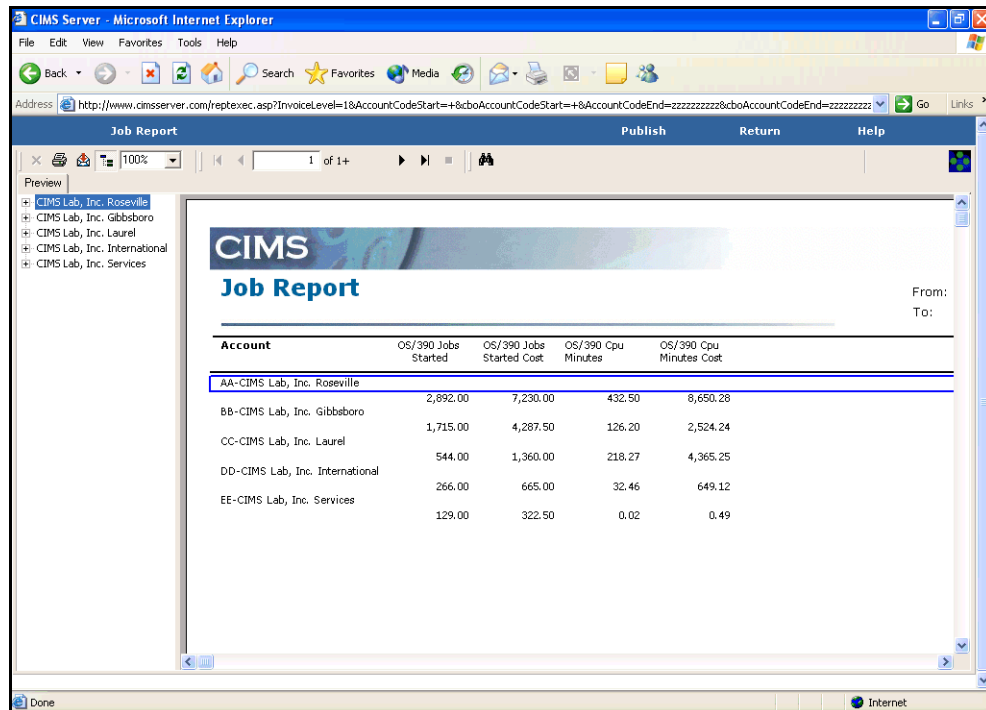 CIMS Server - Microsoft Internet Explorer
File Edit View Favorites Tools Help
Back Search Favorites Media
Address http://www.cimsserver.com/reptexec.asp?InvoiceLevel=1&AccountCodeStart=+&cboAccountCodeStart=+&AccountCodeEnd=zzzzzzzzzz&cboAccountCodeEnd=zzzzzzzzz Go Links
Job Report Publish Return Help
100% 1 of 1+
Preview
CIMS Lab, Inc. Roseville
CIMS Lab, Inc. Gibbsboro
CIMS Lab, Inc. Laurel
CIMS Lab, Inc. International
CIMS Lab, Inc. Services
CIMS
Job Report
From:
To:
Account OS/390 Jobs OS/390 Jobs OS/390 Cpu OS/390 Cpu
Started Started Cost Minutes Minutes Cost
AA-CIMS Lab, Inc. Roseville
2,892.00 7,230.00 432.50 8,650.28
BB-CIMS Lab, Inc. Gibbsboro
1,715.00 4,287.50 126.20 2,524.24
CC-CIMS Lab, Inc. Laurel
544.00 1,360.00 218.27 4,365.25
DD-CIMS Lab, Inc. International
266.00 665.00 32.46 649.12
EE-CIMS Lab, Inc. Services
129.00 322.50 0.02 0.49
Done Internet